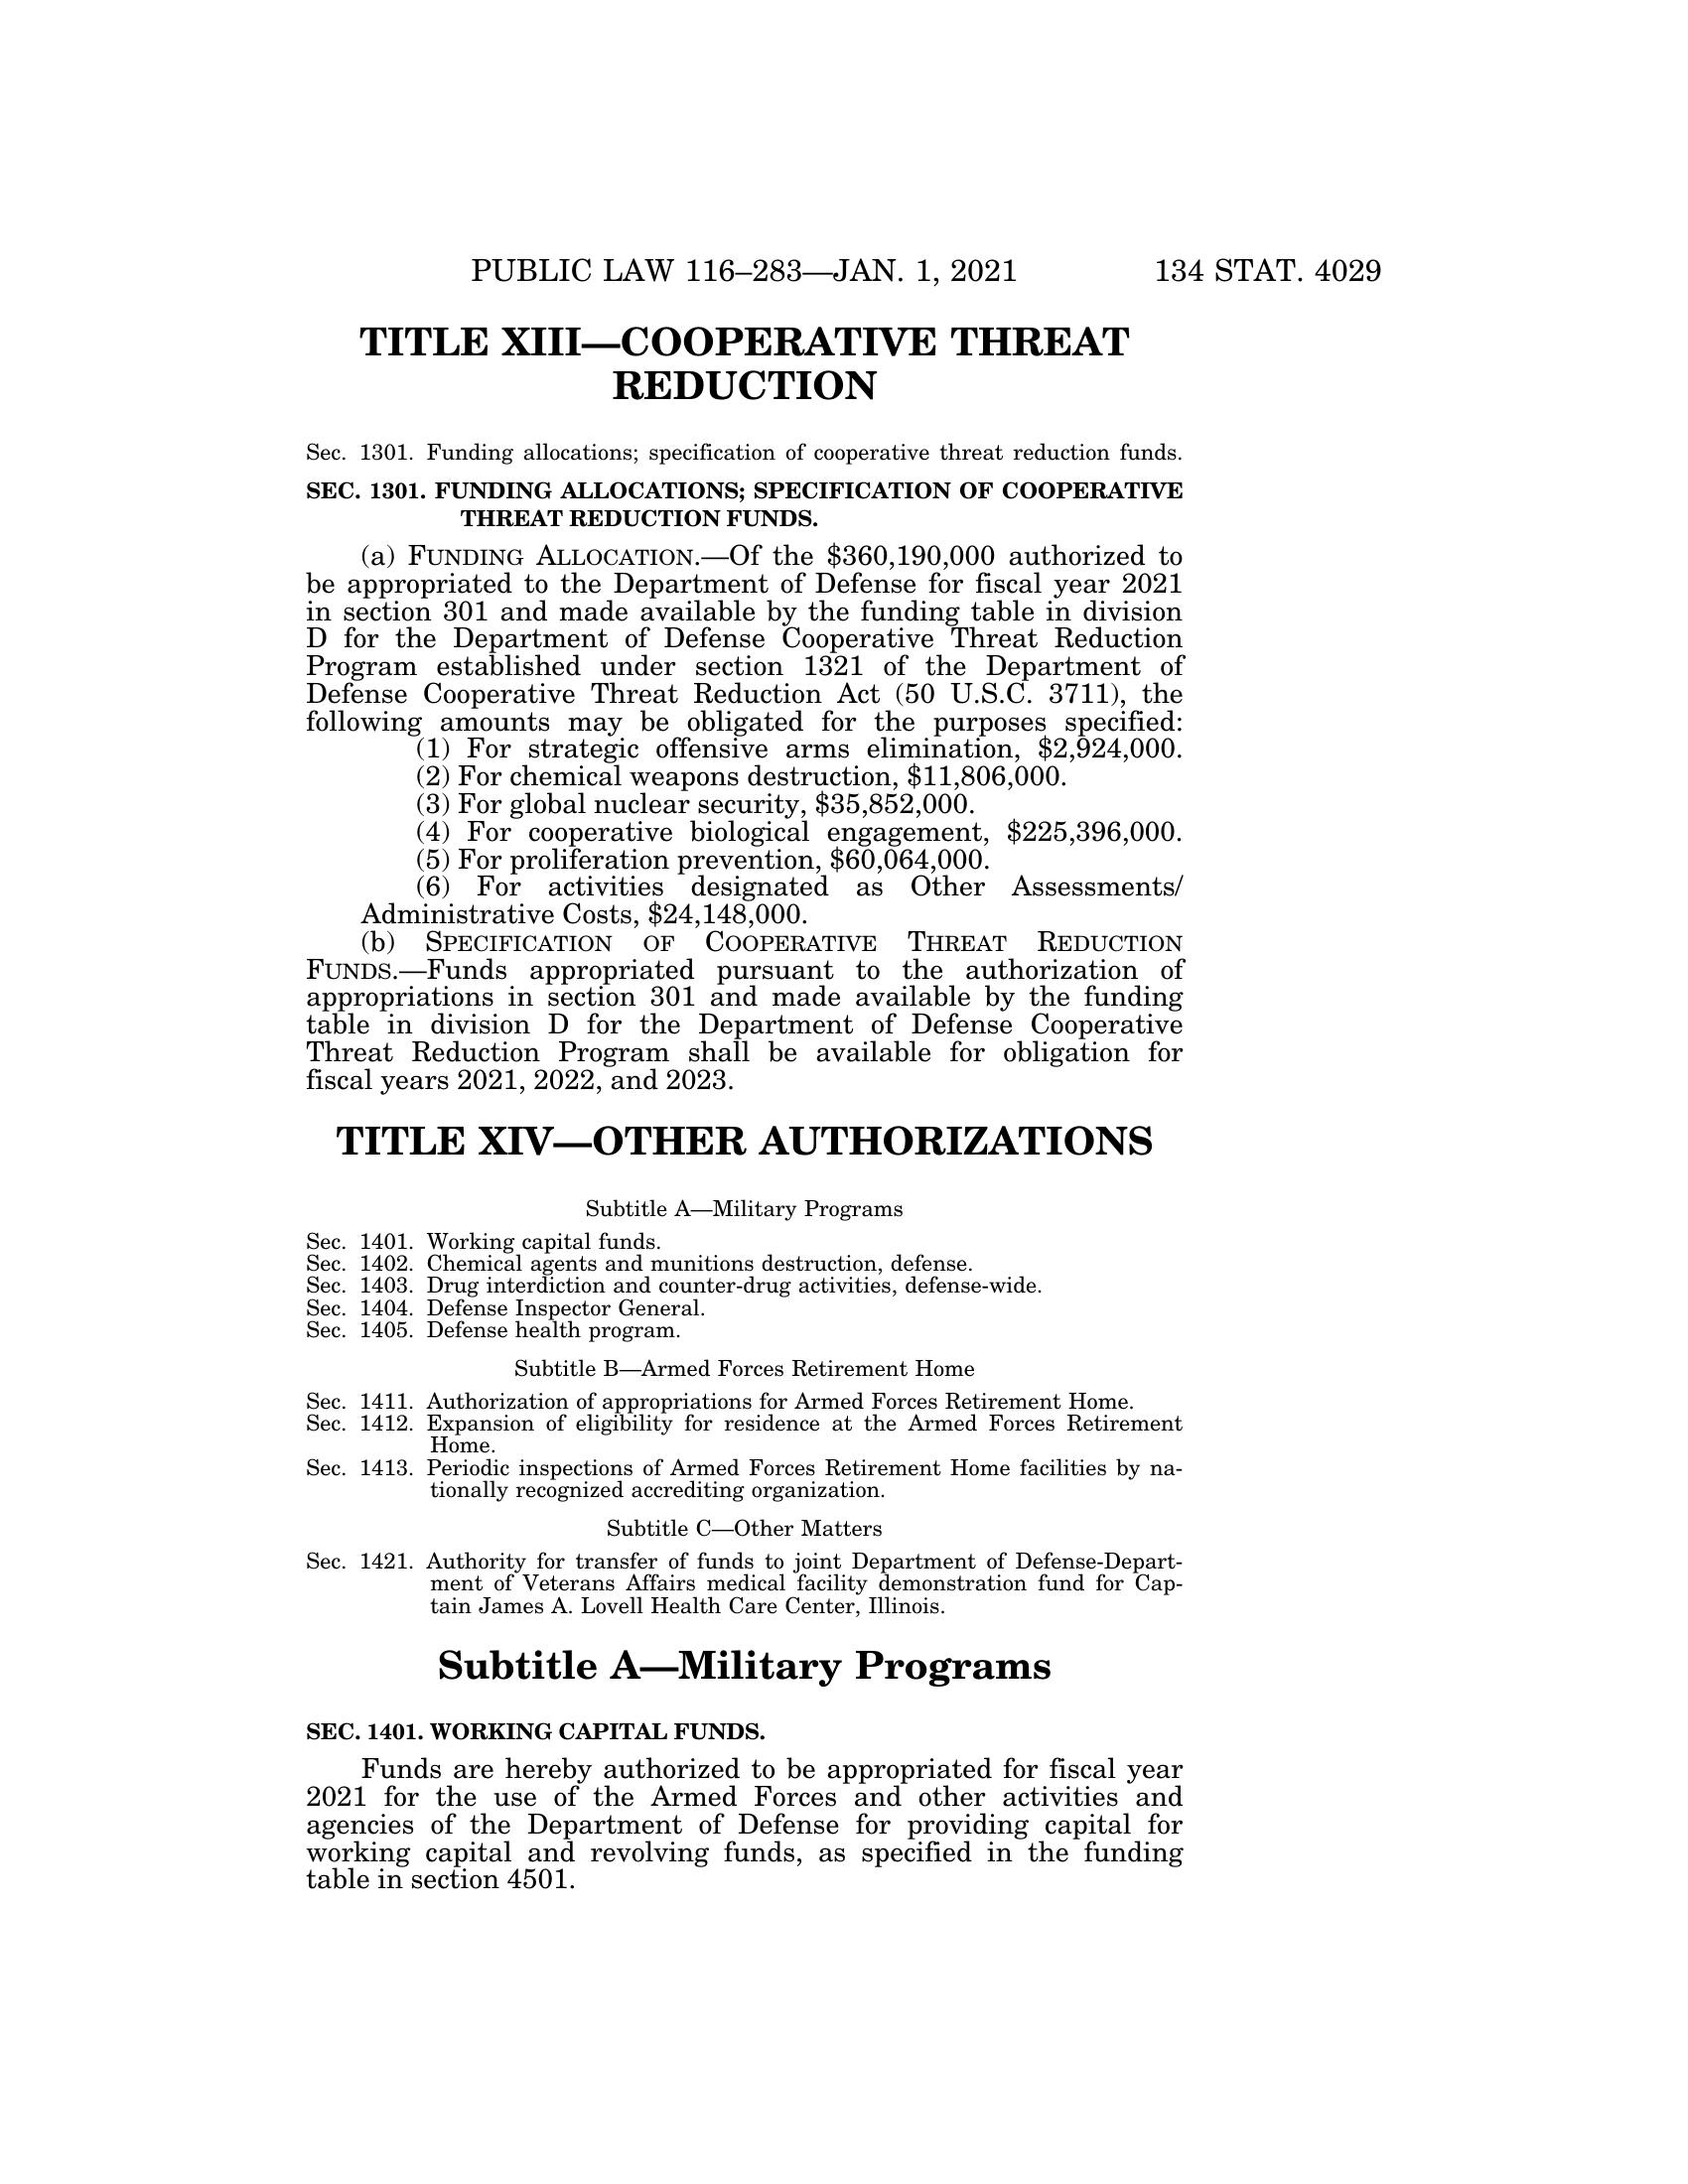 PUBLIC LAW 116–283—JAN. 1, 2021 134 STAT. 4029
TITLE XIII—COOPERATIVE THREAT
REDUCTION
Sec. 1301. Funding allocations; specification of cooperative threat reduction funds.
SEC. 1301. FUNDING ALLOCATIONS; SPECIFICATION OF COOPERATIVE
THREAT REDUCTION FUNDS.
(a) FUNDING ALLOCATION.—Of the $360,190,000 authorized to
be appropriated to the Department of Defense for fiscal year 2021
in section 301 and made available by the funding table in division
D for the Department of Defense Cooperative Threat Reduction
Program established under section 1321 of the Department of
Defense Cooperative Threat Reduction Act (50 U.S.C. 3711), the
following amounts may be obligated for the purposes specified:
(1) For strategic offensive arms elimination, $2,924,000.
(2) For chemical weapons destruction, $11,806,000.
(3) For global nuclear security, $35,852,000.
(4) For cooperative biological engagement, $225,396,000.
(5) For proliferation prevention, $60,064,000.
(6) For activities designated as Other Assessments/
Administrative Costs, $24,148,000.
(b) SPECIFICATION OF COOPERATIVE THREAT REDUCTION
FUNDS.—Funds appropriated pursuant to the authorization of
appropriations in section 301 and made available by the funding
table in division D for the Department of Defense Cooperative
Threat Reduction Program shall be available for obligation for
fiscal years 2021, 2022, and 2023.
TITLE XIV—OTHER AUTHORIZATIONS
Subtitle A—Military Programs
Sec. 1401. Working capital funds.
Sec. 1402. Chemical agents and munitions destruction, defense.
Sec. 1403. Drug interdiction and counter-drug activities, defense-wide.
Sec. 1404. Defense Inspector General.
Sec. 1405. Defense health program.
Subtitle B—Armed Forces Retirement Home
Sec. 1411. Authorization of appropriations for Armed Forces Retirement Home.
Sec. 1412. Expansion of eligibility for residence at the Armed Forces Retirement
Home.
Sec. 1413. Periodic inspections of Armed Forces Retirement Home facilities by na-
tionally recognized accrediting organization.
Subtitle C—Other Matters
Sec. 1421. Authority for transfer of funds to joint Department of Defense-Depart-
ment of Veterans Affairs medical facility demonstration fund for Cap-
tain James A. Lovell Health Care Center, Illinois.
Subtitle A—Military Programs
SEC. 1401. WORKING CAPITAL FUNDS.
Funds are hereby authorized to be appropriated for fiscal year
2021 for the use of the Armed Forces and other activities and
agencies of the Department of Defense for providing capital for
working capital and revolving funds, as specified in the funding
table in section 4501.